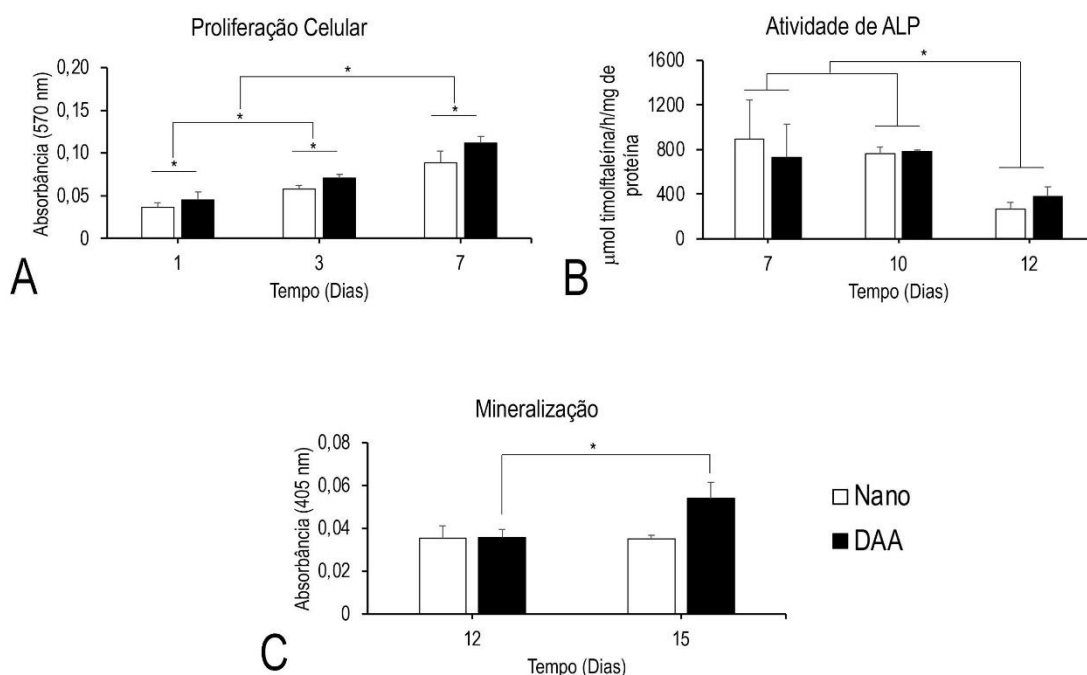 Proliferação Celular
Absorbância (570 nm)
0,20
0,15
0,10
0,05
0
*
*
*
*
*
1
3
7
Tempo (Dias)
A
Atividade de ALP
µmol timolftaleína/h/mg de
proteína
1600
1200
800
400
0
*
7
10
12
Tempo (Dias)
B
Mineralização
Absorbância (405 nm)
0,08
0,06
0,04
0,02
0
*
12
15
Tempo (Dias)
C
Nano
DAA